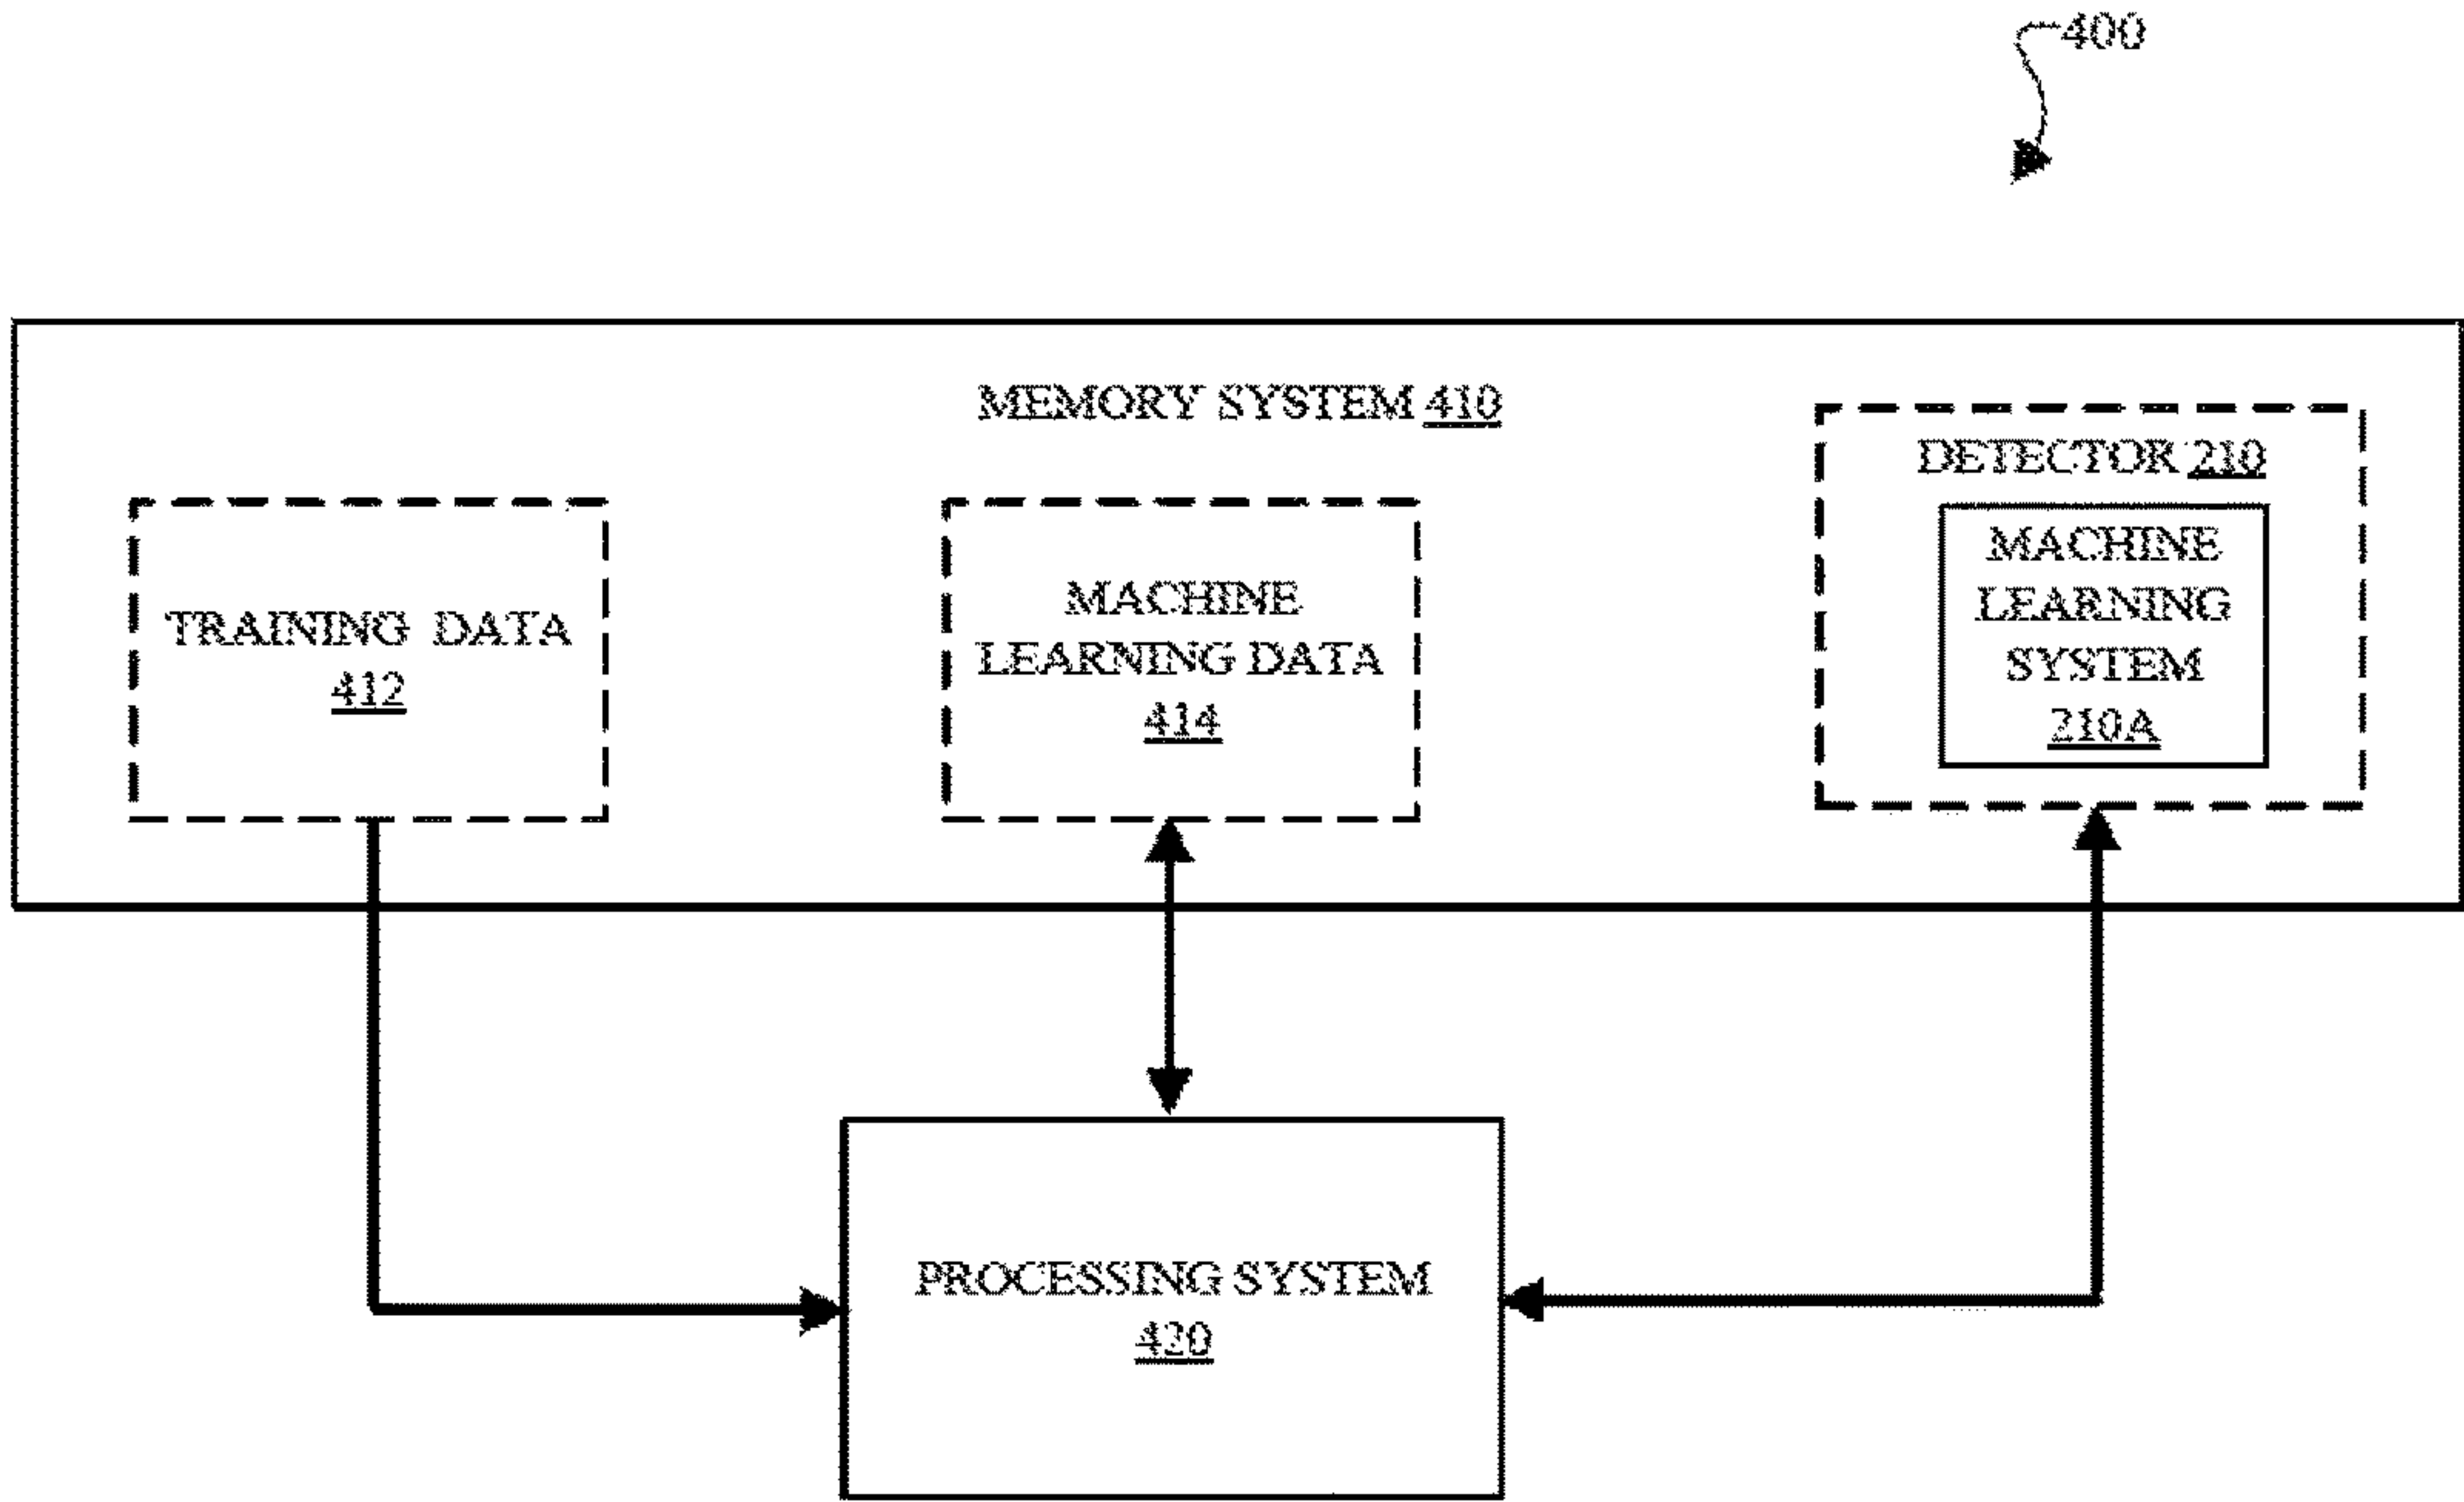 400
MEMORY SYSTEM 410
DETECTOR 210
MACHINE
LEARNING
SYSTEM
210A
TRAINING DATA
412
MACHINE
LEARNING DATA
414
PROCESSING SYSTEM
420